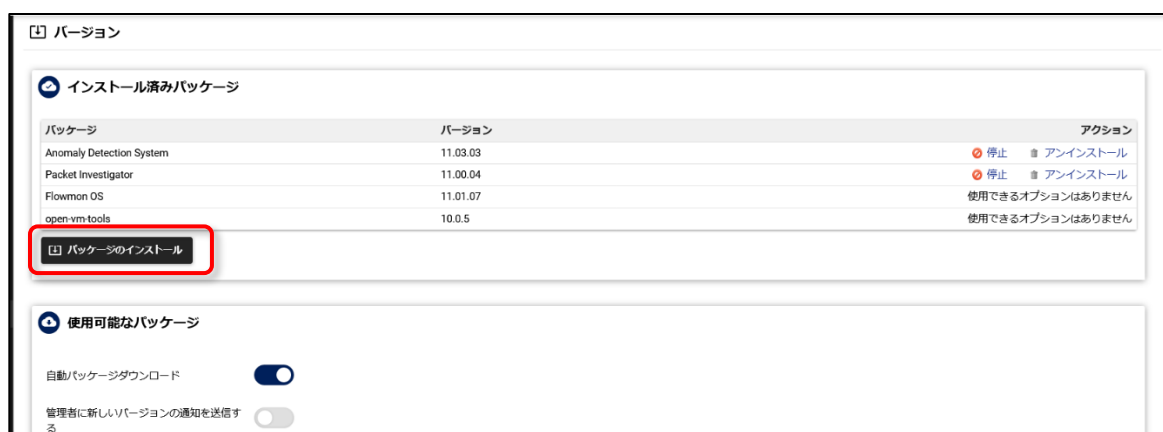 バージョン
インストール済みパッケージ
パッケージ バージョン アクション
Anomaly Detection System 11.03.03 停止 アンインストール
Packet Investigator 11.00.04 停止 アンインストール
Flowmon OS 11.01.07 使用できるオプションはありません
open-vm-tools 10.0.5 使用できるオプションはありません
パッケージのインストール
使用可能なパッケージ
自動パッケージダウンロード
管理者に新しいバージョンの通知を送信す
る